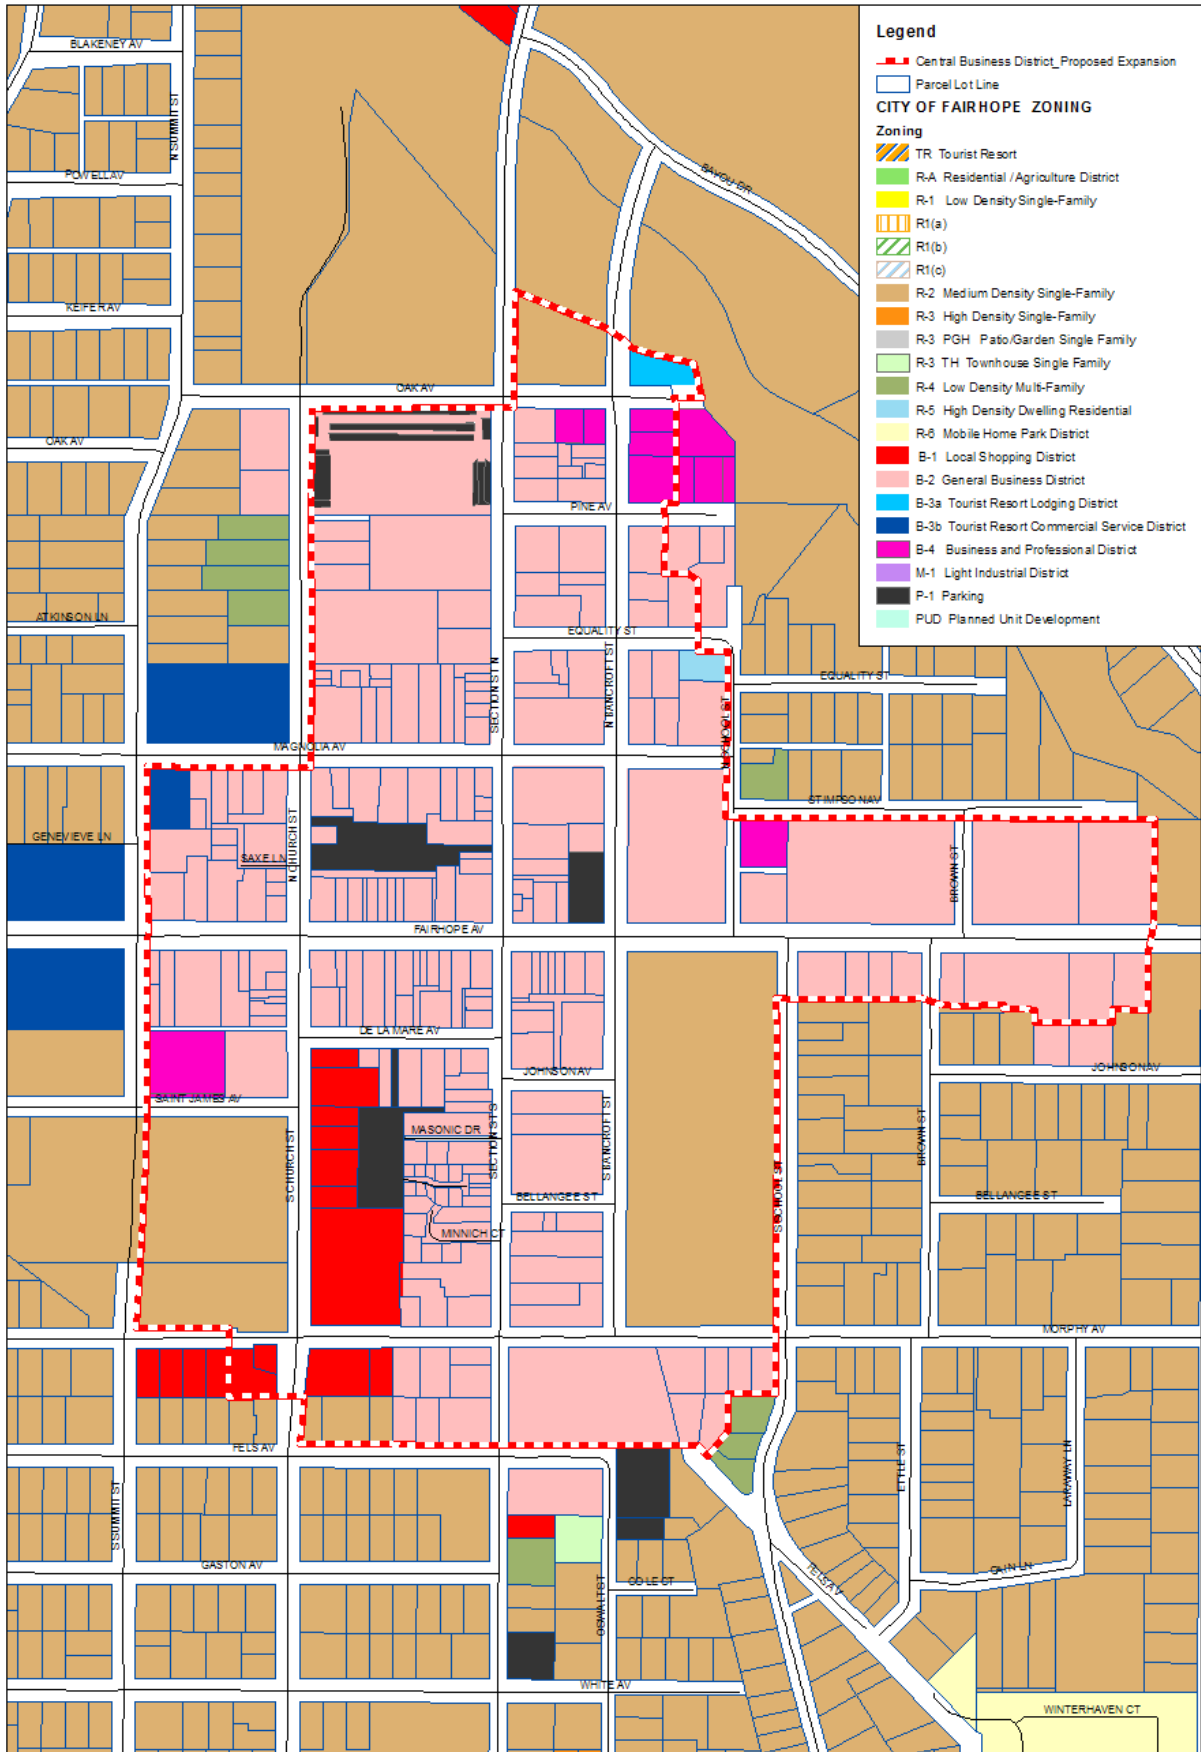 Legend
Central Business District_Proposed Expansion
Parcel Lot Line
CITY OF FAIRHOPE ZONING
Zoning
TR Tourist Resort
R-A Residential / Agriculture District
R-1 Low Density Single-Family
R1(a)
R1(b)
R1(c)
R-2 Medium Density Single-Family
R-3 High Density Single-Family
R-3 PGH Patio/Garden Single Family
R-3 TH Townhouse Single Family
R-4 Low Density Multi-Family
R-5 High Density Dwelling Residential
R-6 Mobile Home Park District
B-1 Local Shopping District
B-2 General Business District
B-3a Tourist Resort Lodging District
B-3b Tourist Resort Commercial Service District
B-4 Business and Professional District
M-1 Light Industrial District
P-1 Parking
PUD Planned Unit Development
BLAKENEY AV
N SUMMIT ST
POWELL AV
BAYOU DR
KEIFER AV
OAK AV
OAK AV
PINE AV
ATKINSON LN
EQUALITY ST
EQUALITY ST
SECTION ST N
N BANCROFT ST
N SCHOOL ST
MAGNOLIA AV
STIMPSON AV
GENEVIEVE LN
SAXE LN
N CHURCH ST
BROWN ST
FAIRHOPE AV
DE LA MARE AV
JOHNSON AV
JOHNSON AV
SAINT JAMES AV
MASONIC DR
SECTION ST S
S BANCROFT ST
S CHURCH ST
S SCHOOL ST
BROWN ST
BELLANGEE ST
BELLANGEE ST
MINNICH CT
MORPHY AV
FELS AV
S SUMMIT ST
ETTLE ST
LARAWAY LN
GASTON AV
COLE CT
OSWALT ST
FELS AV
CAIN LN
WHITE AV
WINTERHAVEN CT